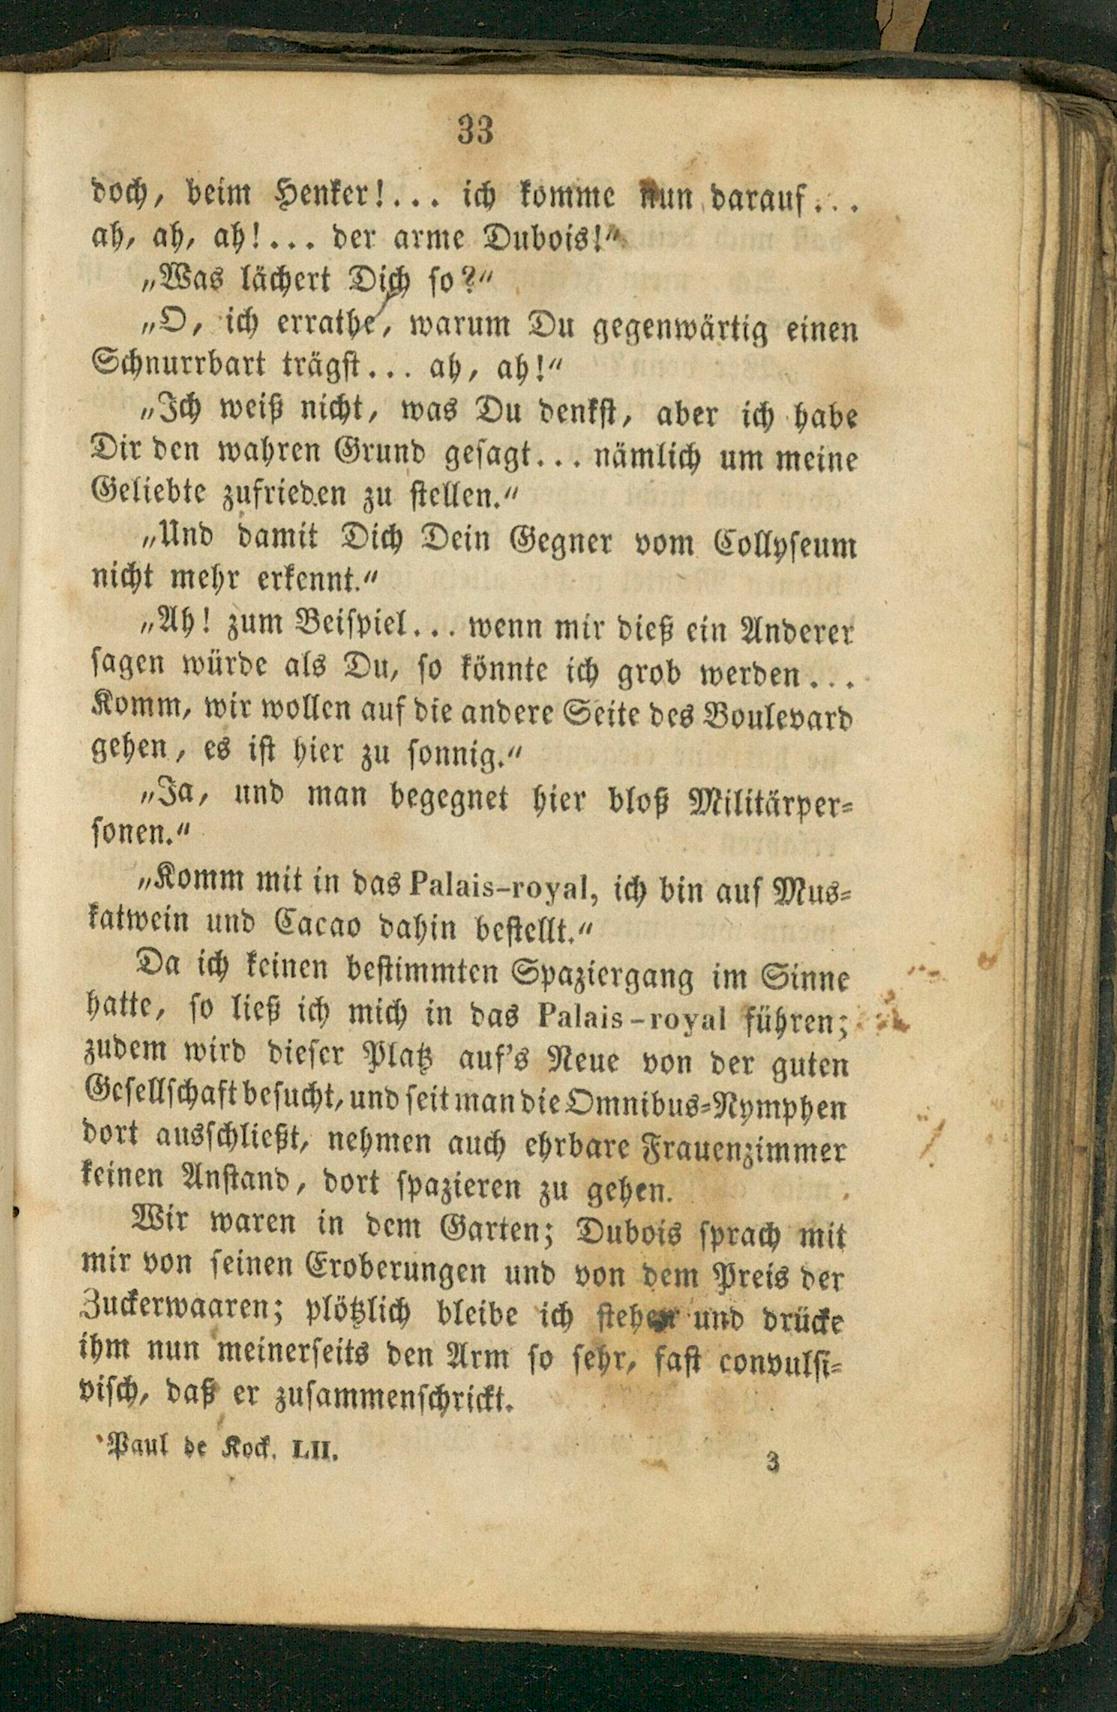 33
doch, beim Henker!... ich komme nun darauf...
ah, ah, ah!... der arme Dubois!“
„Was lächert Dich so?“
„O, ich errathe, warum Du gegenwärtig einen
Schnurrbart trägst... ah, ah!“
„Ich weiß nicht, was Du denkst, aber ich habe
Dir den wahren Grund gesagt... nämlich um meine
Geliebte zufrieden zu stellen.“
„Und damit Dich Dein Gegner vom Collyseum
nicht mehr erkennt.“
„Ah! zum Beispiel... wenn mir dieß ein Anderer
sagen würde als Du, so könnte ich grob werden...
Komm, wir wollen auf die andere Seite des Boulevard
gehen, es ist hier zu sonnig.“
„Ja, und man begegnet hier bloß Militärper-
sonen.“
„Komm mit in das Palais-royal, ich bin auf Mus-
katwein und Cacao dahin bestellt.“
Da ich keinen bestimmten Spaziergang im Sinne
hatte, so ließ ich mich in das Palais-royal führen;
zudem wird dieser Platz auf's Neue von der guten
Gesellschaft besucht, und seit man die Omnibus-Nymphen
dort ausschließt, nehmen auch ehrbare Frauenzimmer
keinen Anstand, dort spazieren zu gehen.
Wir waren in dem Garten; Dubois sprach mit
mir von seinen Eroberungen und von dem Preis der
Zuckerwaaren; plötzlich bleibe ich stehen und drücke
ihm nun meinerseits den Arm so sehr, fast convulsi-
visch, daß er zusammenschrickt.
Paul de Kock. LII.
3